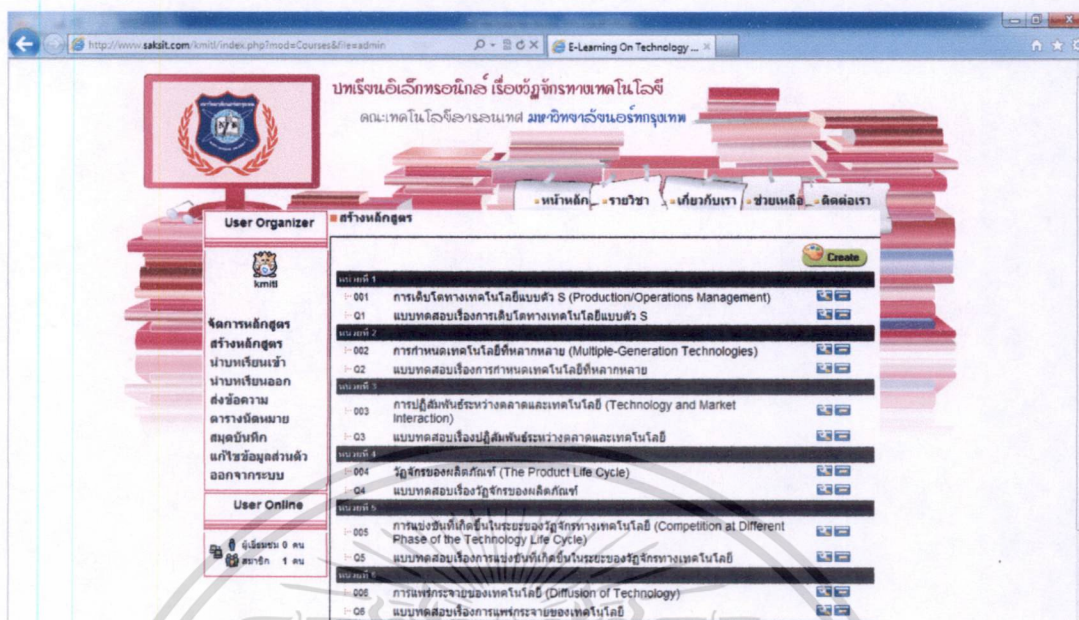 http://www.saksit.com/kmitl/index.php?mod=Courses&file=admin
E-Learning On Technology ...
บทเรียนอิเล็กทรอนิกส์ เรื่องวัฏจักรทางเทคโนโลยี
คณะเทคโนโลยีสารสนเทศ มหาวิทยาลัยนอร์ทกรุงเทพ
หน้าหลัก รายวิชา เกี่ยวกับเรา ช่วยเหลือ ติดต่อเรา
User Organizer
kmitl
จัดการหลักสูตร
สร้างหลักสูตร
นำบทเรียนเข้า
นำบทเรียนออก
ส่งข้อความ
ตารางนัดหมาย
สมุดบันทึก
แก้ไขข้อมูลส่วนตัว
ออกจากระบบ
User Online
ผู้เยี่ยมชม 0 คน
สมาชิก 1 คน
สร้างหลักสูตร
Create
หน่วยที่ 1
001 การเติบโตทางเทคโนโลยีแบบตัว S (Production/Operations Management)
Q1 แบบทดสอบเรื่องการเติบโตทางเทคโนโลยีแบบตัว S
หน่วยที่ 2
002 การกำหนดเทคโนโลยีที่หลากหลาย (Multiple-Generation Technologies)
Q2 แบบทดสอบเรื่องการกำหนดเทคโนโลยีที่หลากหลาย
หน่วยที่ 3
003 การปฏิสัมพันธ์ระหว่างตลาดและเทคโนโลยี (Technology and Market
Interaction)
Q3 แบบทดสอบเรื่องปฏิสัมพันธ์ระหว่างตลาดและเทคโนโลยี
หน่วยที่ 4
004 วัฏจักรของผลิตภัณฑ์ (The Product Life Cycle)
Q4 แบบทดสอบเรื่องวัฏจักรของผลิตภัณฑ์
หน่วยที่ 5
005 การแข่งขันที่เกิดขึ้นในระยะของวัฏจักรทางเทคโนโลยี (Competition at Different
Phase of the Technology Life Cycle)
Q5 แบบทดสอบเรื่องการแข่งขันที่เกิดขึ้นในระยะของวัฏจักรทางเทคโนโลยี
หน่วยที่ 6
006 การแพร่กระจายของเทคโนโลยี (Diffusion of Technology)
Q6 แบบทดสอบเรื่องการแพร่กระจายของเทคโนโลยี